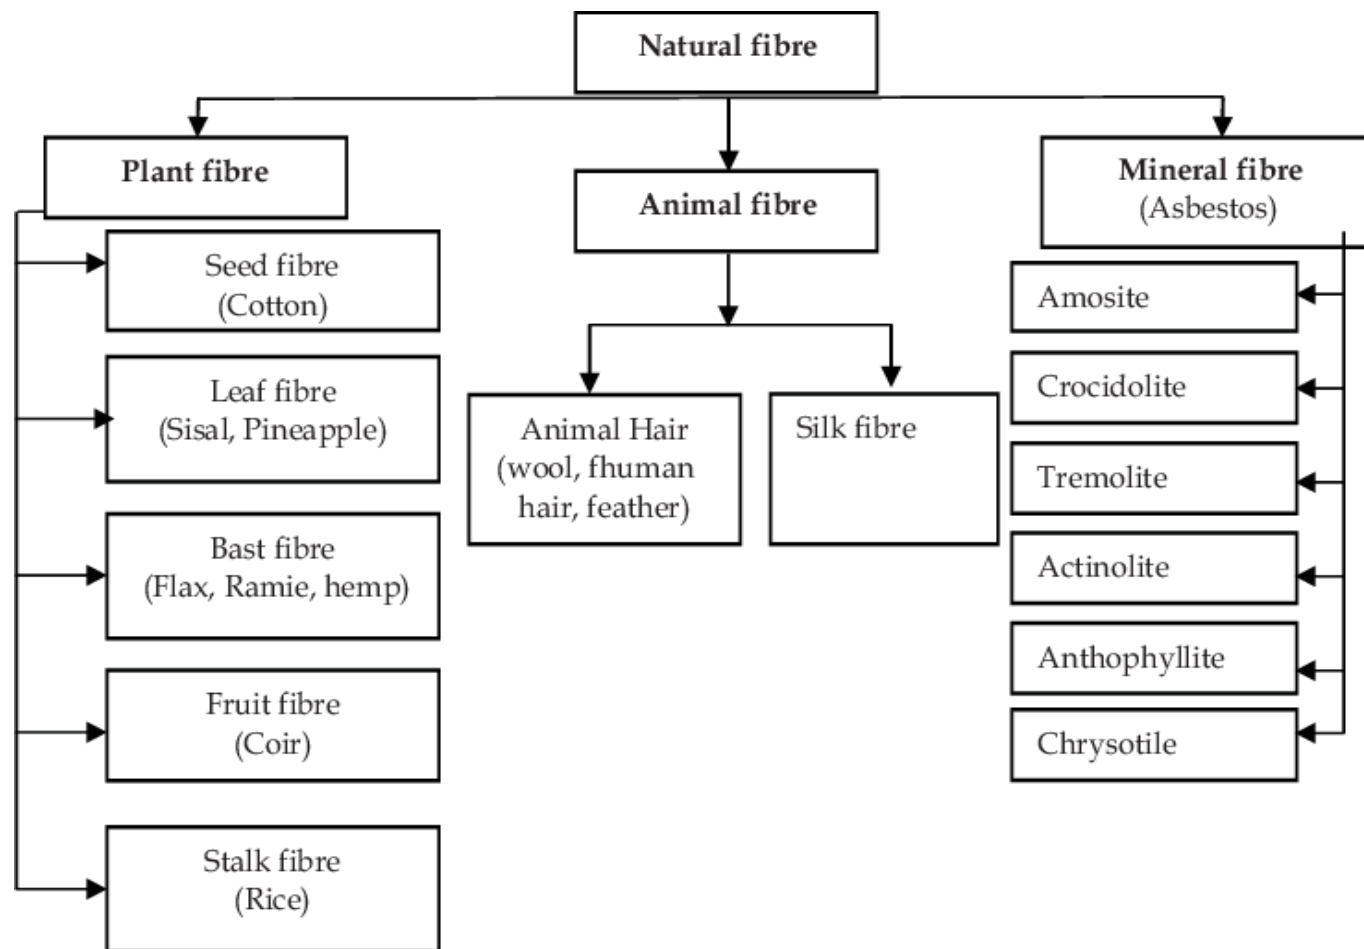 Natural fibre
Plant fibre
Animal fibre
Mineral fibre
(Asbestos)
Seed fibre
(Cotton)
Leaf fibre
(Sisal, Pineapple)
Bast fibre
(Flax, Ramie, hemp)
Fruit fibre
(Coir)
Stalk fibre
(Rice)
Animal Hair
(wool, fhuman
hair, feather)
Silk fibre
Amosite
Crocidolite
Tremolite
Actinolite
Anthophyllite
Chrysotile